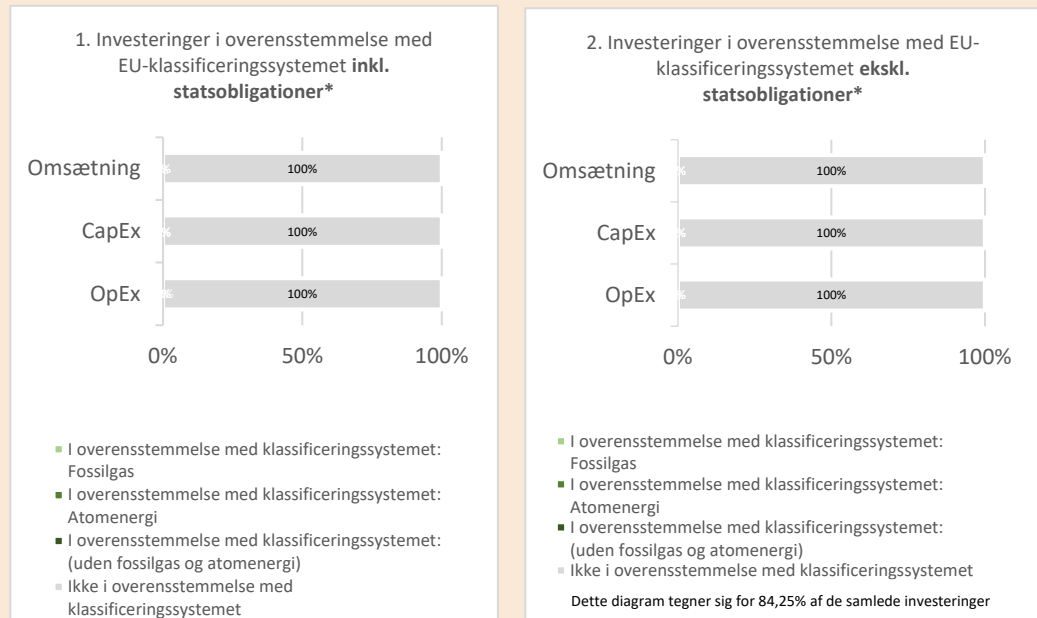 1. Investeringer i overensstemmelse med
EU-klassificeringssystemet inkl.
statsobligationer*
Omsætning
100%
CapEx
100%
OpEx
100%
0%
50%
100%
I overensstemmelse med klassificeringssystemet:
Fossilgas
I overensstemmelse med klassificeringssystemet:
Atomenergi
I overensstemmelse med klassificeringssystemet:
(uden fossilgas og atomenergi)
Ikke i overensstemmelse med
klassificeringssystemet
2. Investeringer i overensstemmelse med EU-
klassificeringssystemet ekskl.
statsobligationer*
Omsætning
100%
CapEx
100%
OpEx
100%
0%
50%
100%
I overensstemmelse med klassificeringssystemet:
Fossilgas
I overensstemmelse med klassificeringssystemet:
Atomenergi
I overensstemmelse med klassificeringssystemet:
(uden fossilgas og atomenergi)
Ikke i overensstemmelse med klassificeringssystemet
Dette diagram tegner sig for 84,25% af de samlede investeringer